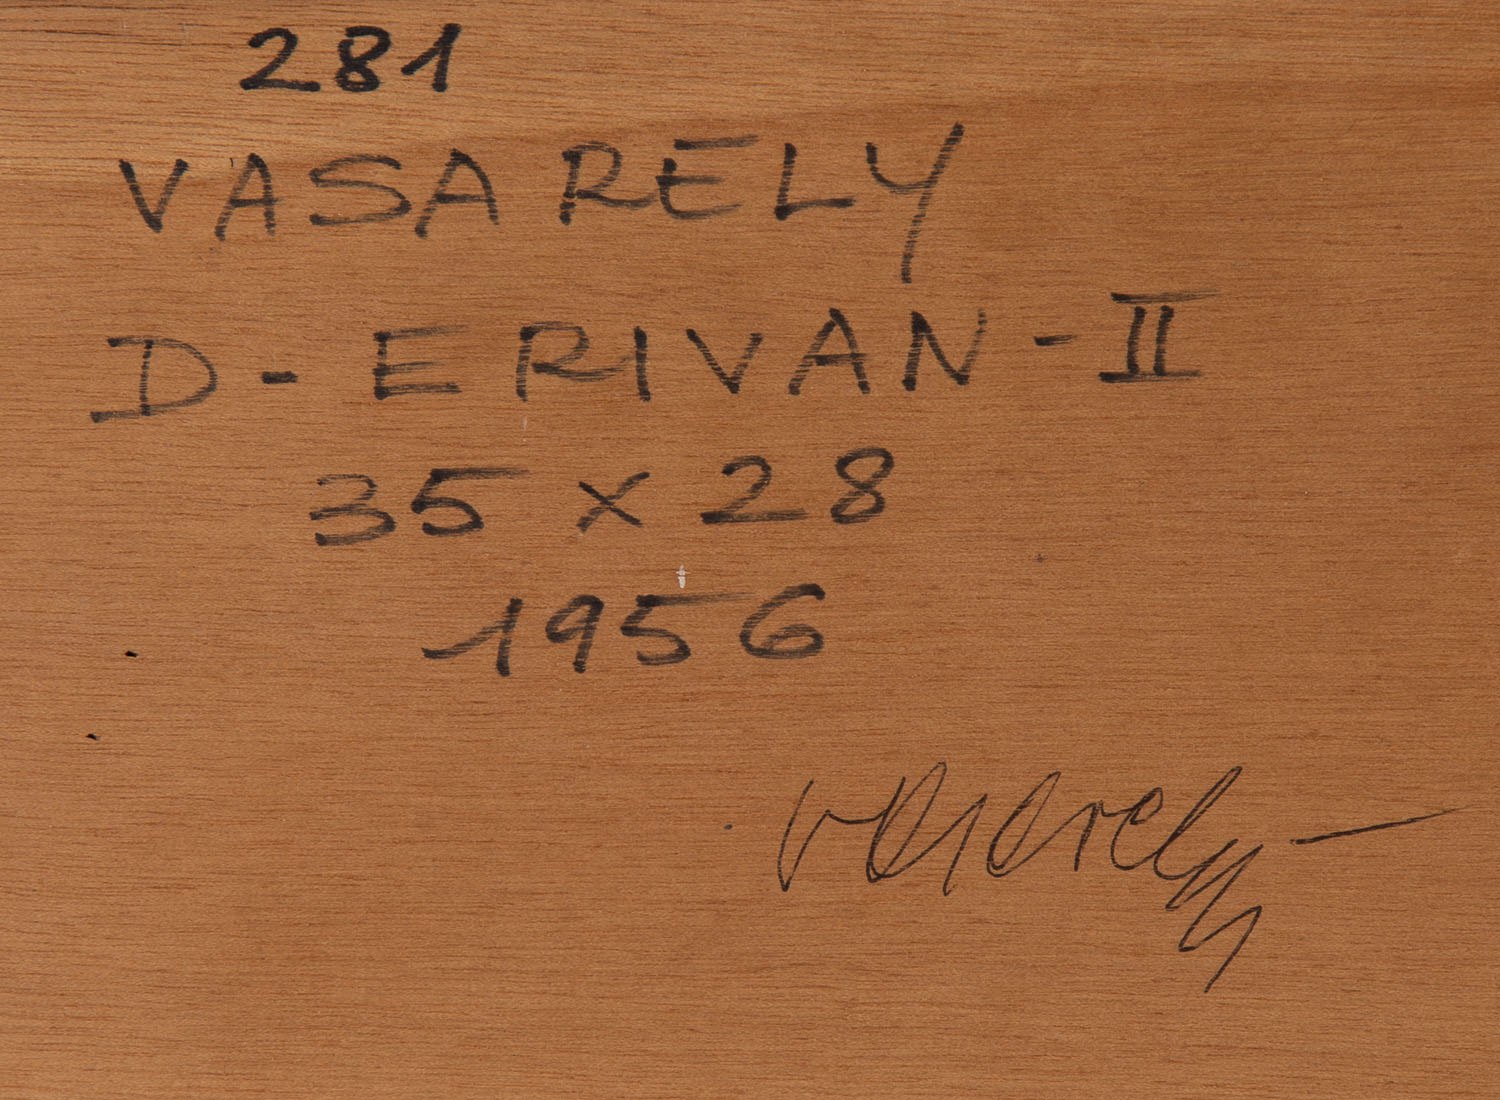 281
VASARELY
D-ERIVAN-II
35 x 28
1956
Vasarely